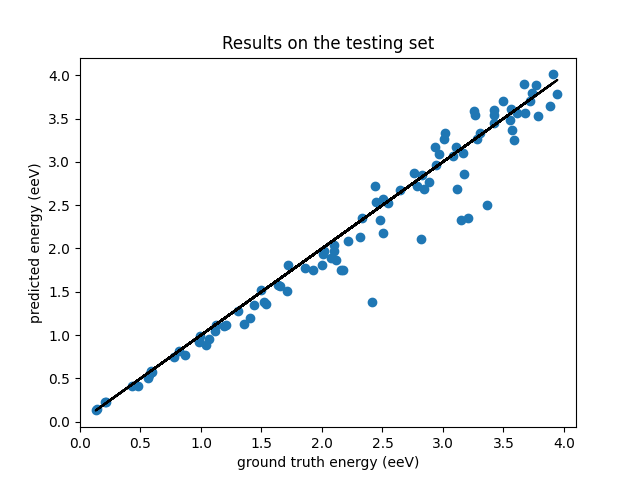 Results on the testing set
predicted energy (eeV)
4.0
3.5
3.0
2.5
2.0
1.5
1.0
0.5
0.0
0.0 0.5 1.0 1.5 2.0 2.5 3.0 3.5 4.0
ground truth energy (eeV)